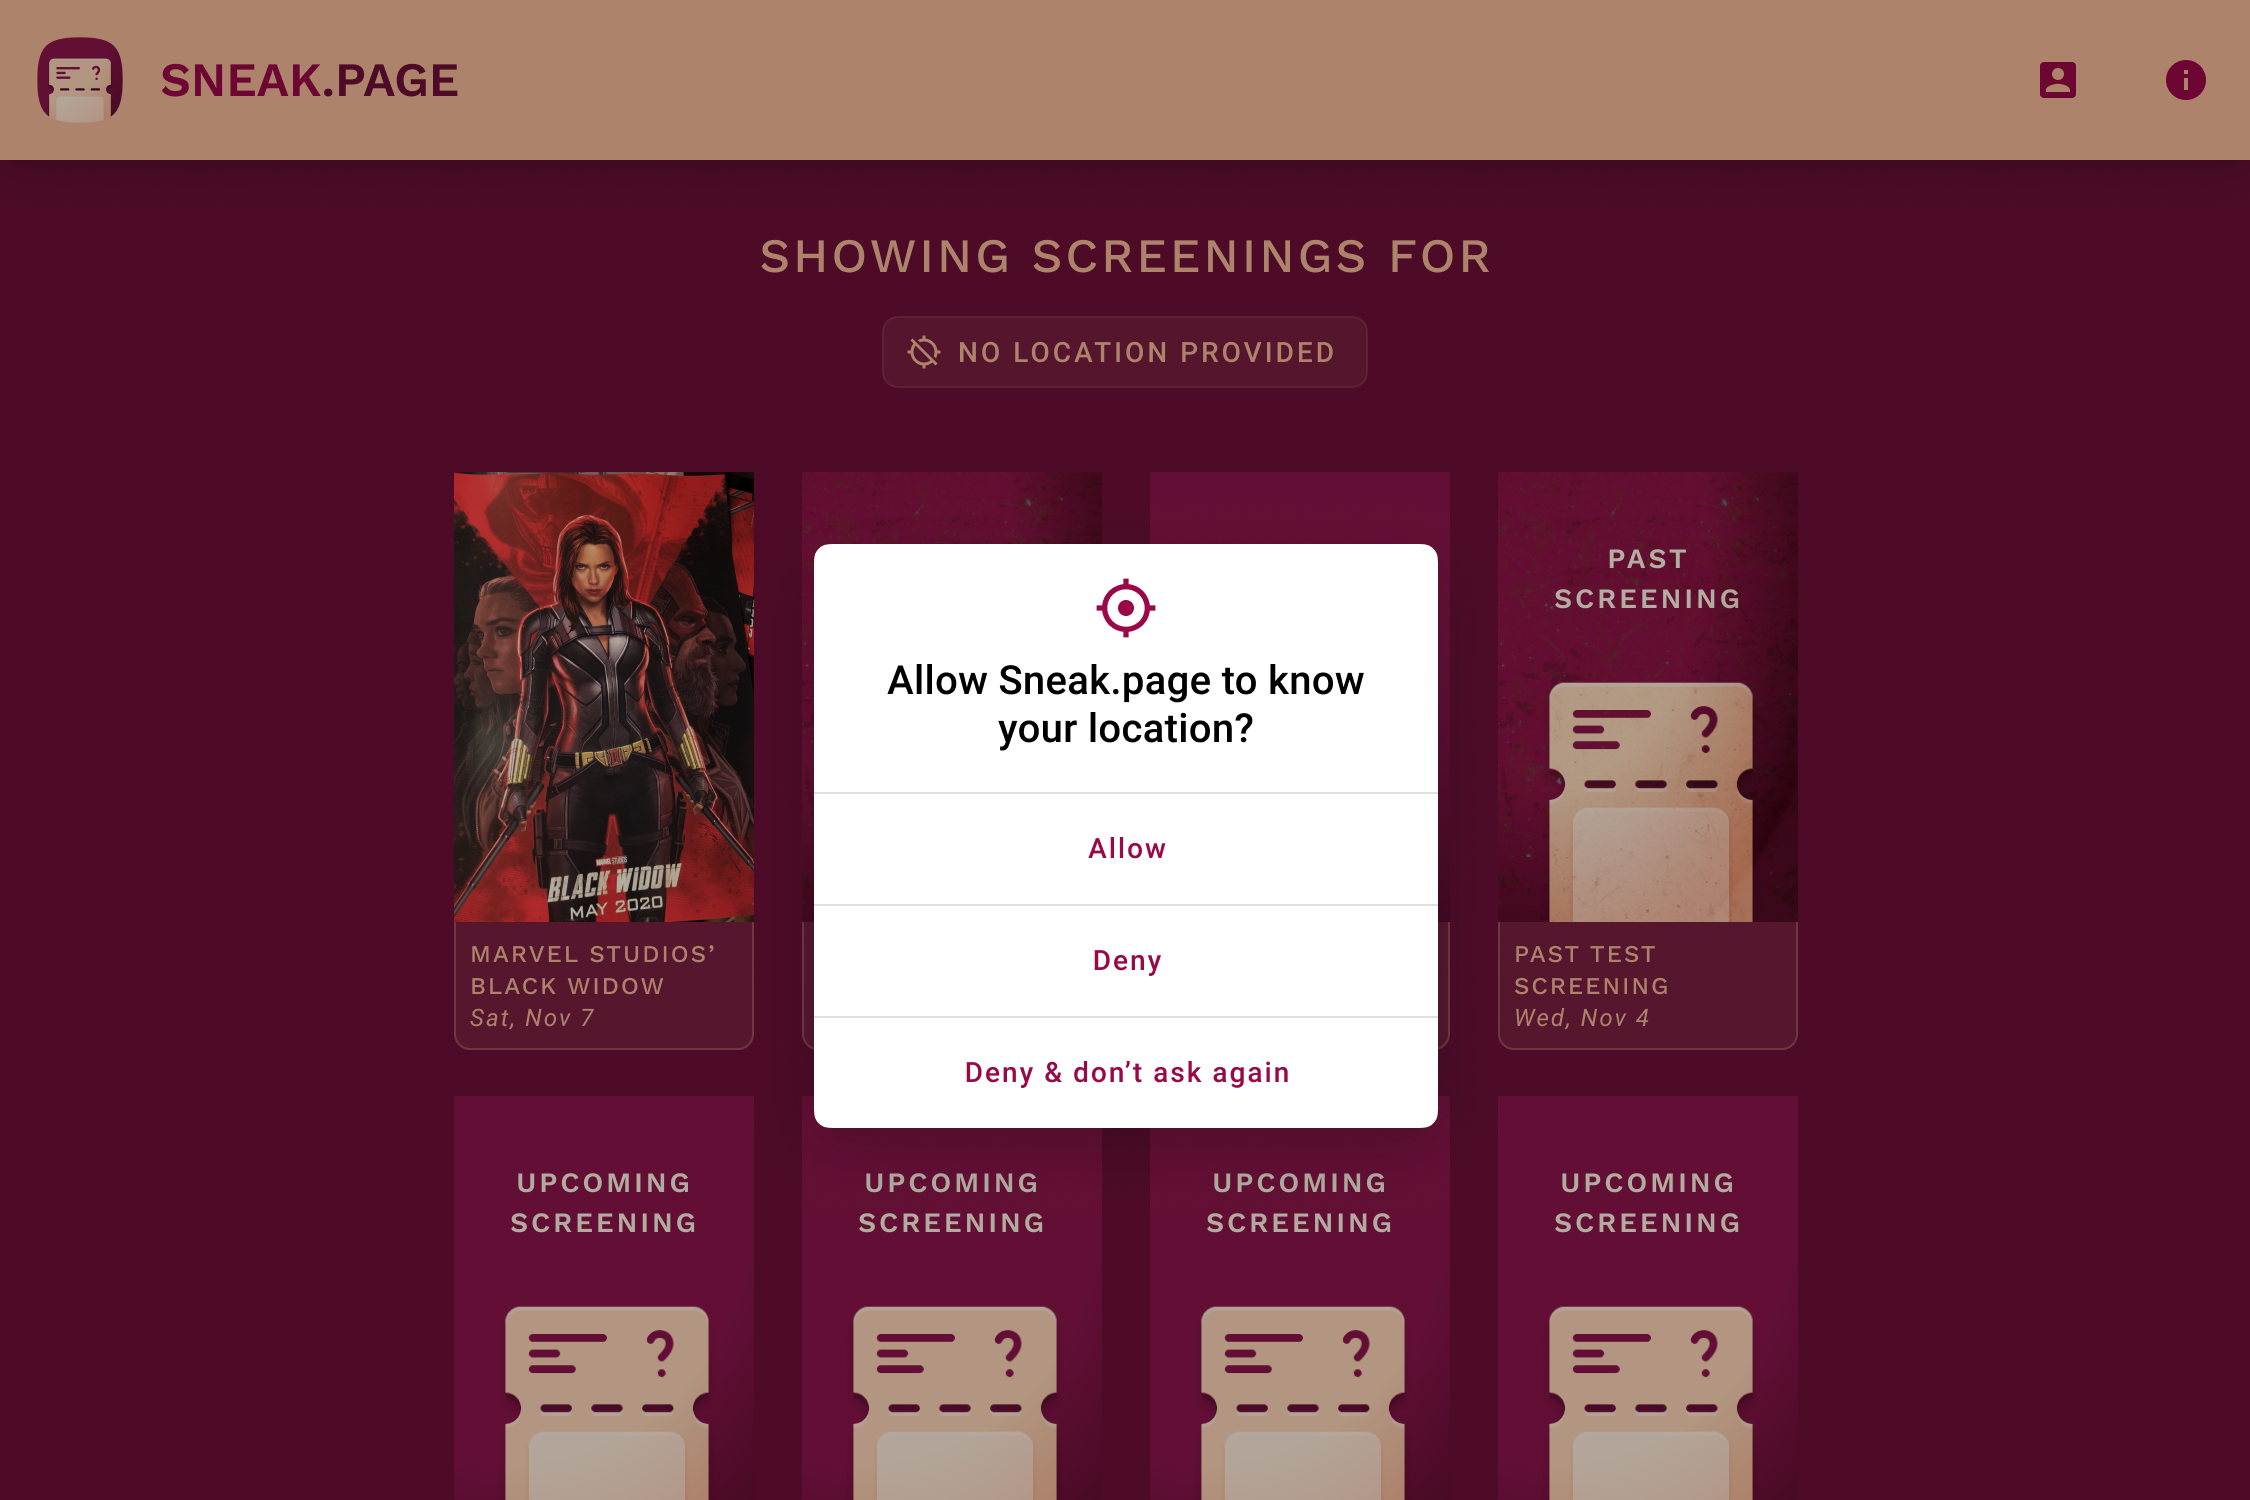 SNEAK.PAGE
SHOWING SCREENINGS FOR
NO LOCATION PROVIDED
MARVEL STUDIOS
BLACK WIDOW
MAY 2020
MARVEL STUDIOS’
BLACK WIDOW
Sat, Nov 7
PAST
SCREENING
PAST TEST
SCREENING
Wed, Nov 4
Allow Sneak.page to know
your location?
Allow
Deny
Deny & don’t ask again
UPCOMING
SCREENING
UPCOMING
SCREENING
UPCOMING
SCREENING
UPCOMING
SCREENING